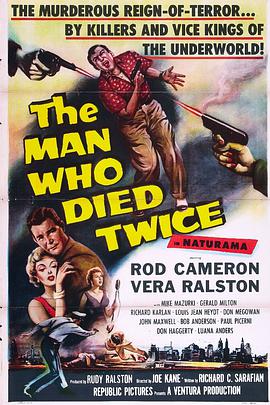 THE MURDEROUS REIGN-OF-TERROR...
BY KILLERS AND VICE KINGS OF
THE UNDERWORLD!
The
MAN
WHO
DIED
TWICE
in NATURAMA
ROD CAMERON
VERA RALSTON
with MIKE MAZURKI • GERALD MILTON
RICHARD KARLAN • LOUIS JEAN HEYDT • DON MEGOWAN
JOHN MAXWELL • BOB ANDERSON • PAUL PICERNI
DON HAGGERTY • LUANA ANDERS
Produced by RUDY RALSTON Directed by JOE KANE Written by RICHARD C. SARAFIAN
REPUBLIC PICTURES Presents A VENTURA PRODUCTION